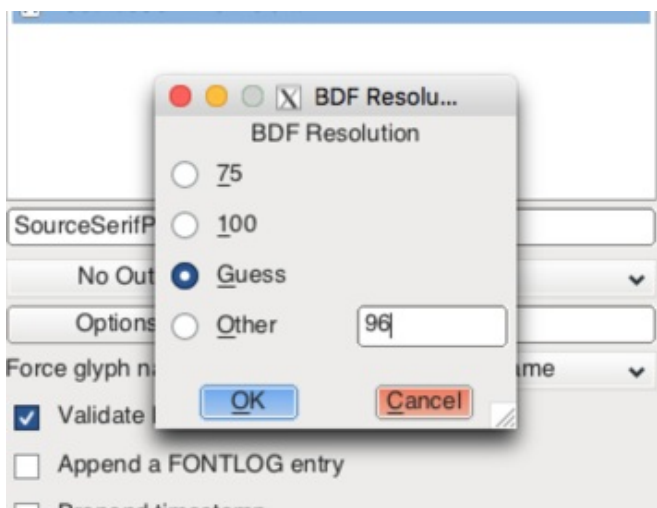 BDF Resolu...
BDF Resolution
75
100
SourceSerifP
No Out
Guess
Options
Other 96
Force glyph na ame
OK Cancel
Validate
Append a FONTLOG entry